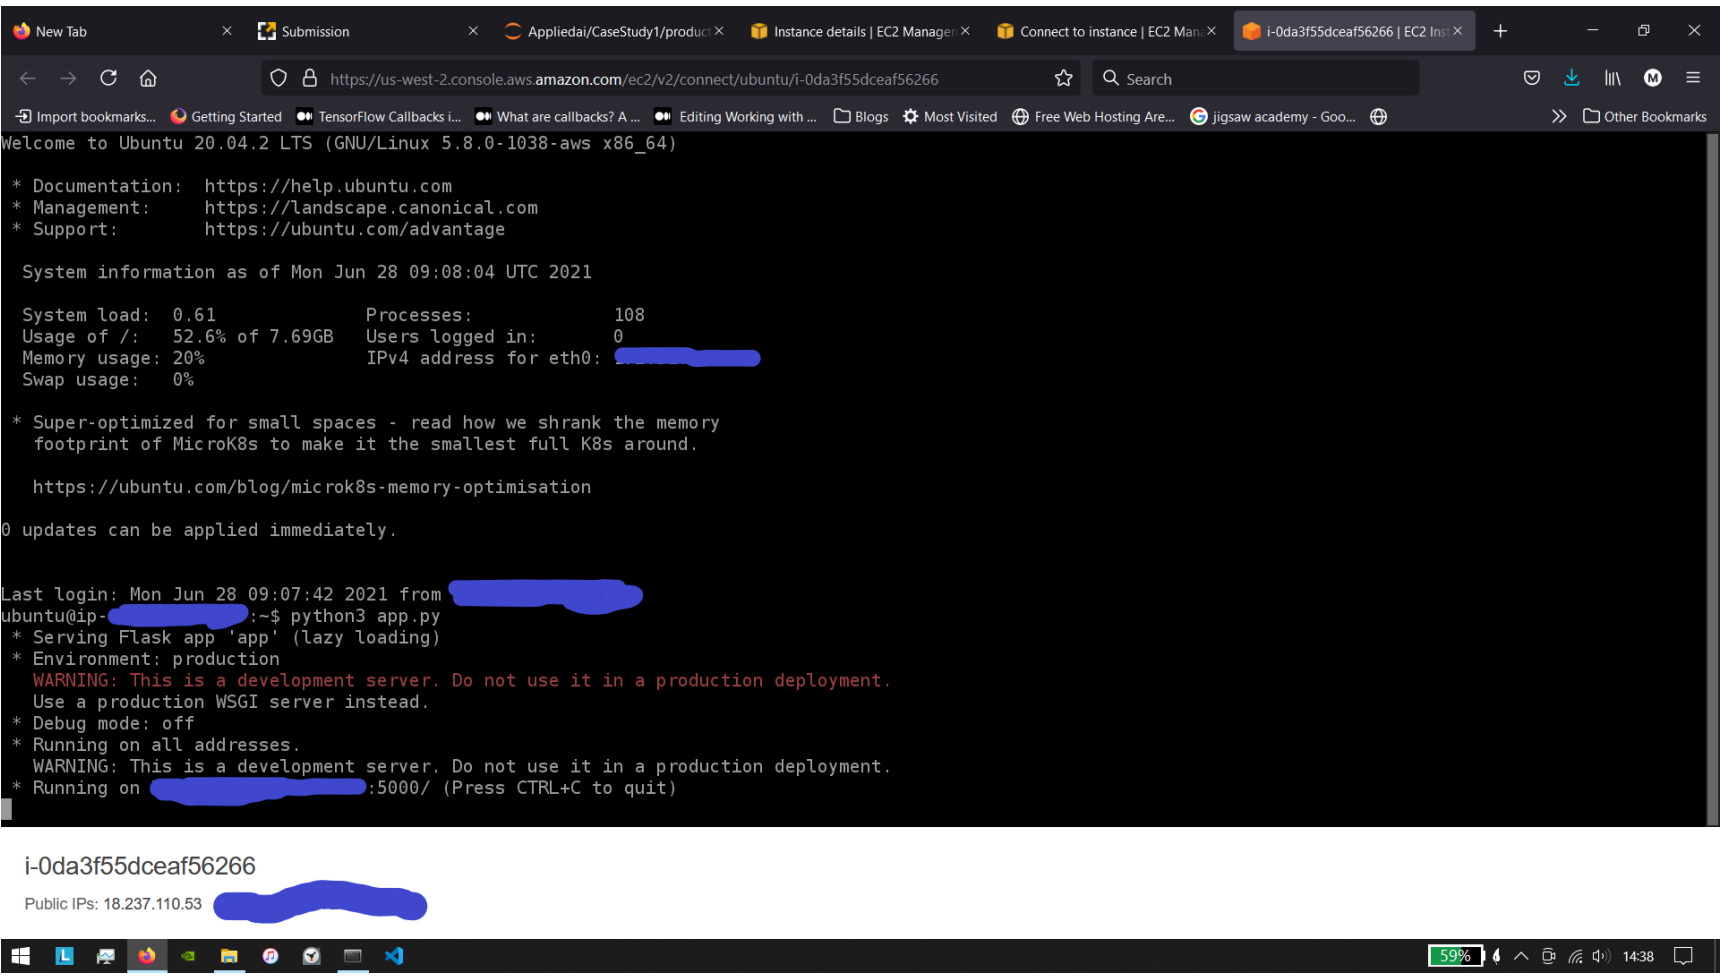 New Tab
Submission
Appliedai/CaseStudy1/product
Instance details | EC2 Managen
Connect to instance | EC2 Mana
i-0da3f55dceaf56266 | EC2 Inst
https://us-west-2.console.aws.amazon.com/ec2/v2/connect/ubuntu/i-0da3f55dceaf56266
Search
M
Import bookmarks...
Getting Started
TensorFlow Callbacks i...
What are callbacks? A ...
Editing Working with ...
Blogs
Most Visited
Free Web Hosting Are...
jigsaw academy - Goo...
Other Bookmarks
Welcome to Ubuntu 20.04.2 LTS (GNU/Linux 5.8.0-1038-aws x86_64)
* Documentation: https://help.ubuntu.com
* Management: https://landscape.canonical.com
* Support: https://ubuntu.com/advantage
System information as of Mon Jun 28 09:08:04 UTC 2021
System load: 0.61 Processes: 108
Usage of /: 52.6% of 7.69GB Users logged in: 0
Memory usage: 20% IPv4 address for eth0:
Swap usage: 0%
* Super-optimized for small spaces - read how we shrank the memory
footprint of MicroK8s to make it the smallest full K8s around.
https://ubuntu.com/blog/microk8s-memory-optimisation
0 updates can be applied immediately.
Last login: Mon Jun 28 09:07:42 2021 from
ubuntu@ip- :~$ python3 app.py
* Serving Flask app 'app' (lazy loading)
* Environment: production
WARNING: This is a development server. Do not use it in a production deployment.
Use a production WSGI server instead.
* Debug mode: off
* Running on all addresses.
WARNING: This is a development server. Do not use it in a production deployment.
* Running on :5000/ (Press CTRL+C to quit)
i-0da3f55dceaf56266
Public IPs: 18.237.110.53
L
59%
14:38